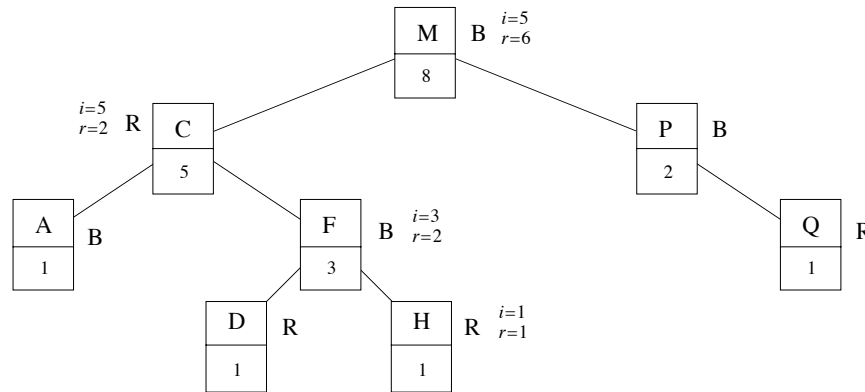 M B i=5
r=6
8
i=5
r=2 R C
5
P B
2
A B
1
F B i=3
r=2
3
Q R
1
D R
1
H R i=1
r=1
1